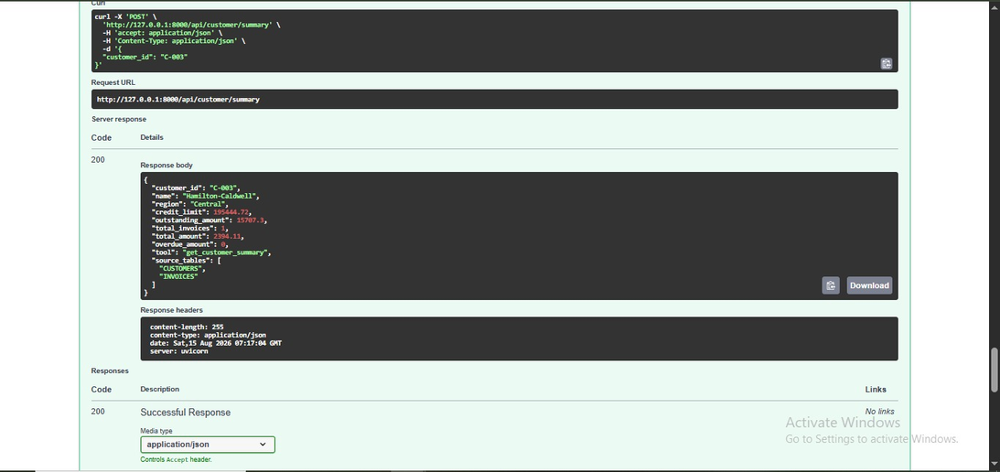 Curl
curl -X 'POST' \
'http://127.0.0.1:8000/api/customer/summary' \
-H 'accept: application/json' \
-H 'Content-Type: application/json' \
-d '{
"customer_id": "C-003"
}'
Request URL
http://127.0.0.1:8000/api/customer/summary
Server response
Code Details
200
Response body
{
"customer_id": "C-003",
"name": "Hamilton-Caldwell",
"region": "Central",
"credit_limit": 195444.72,
"outstanding_amount": 15707.3,
"total_invoices": 1,
"total_amount": 2394.11,
"overdue_amount": 0,
"tool": "get_customer_summary",
"source_tables": [
"CUSTOMERS",
"INVOICES"
]
}
Download
Response headers
content-length: 255
content-type: application/json
date: Sat,15 Aug 2026 07:17:04 GMT
server: uvicorn
Responses
Code Description Links
200 Successful Response No links
Media type
application/json
Controls Accept header.
Activate Windows
Go to Settings to activate Windows.